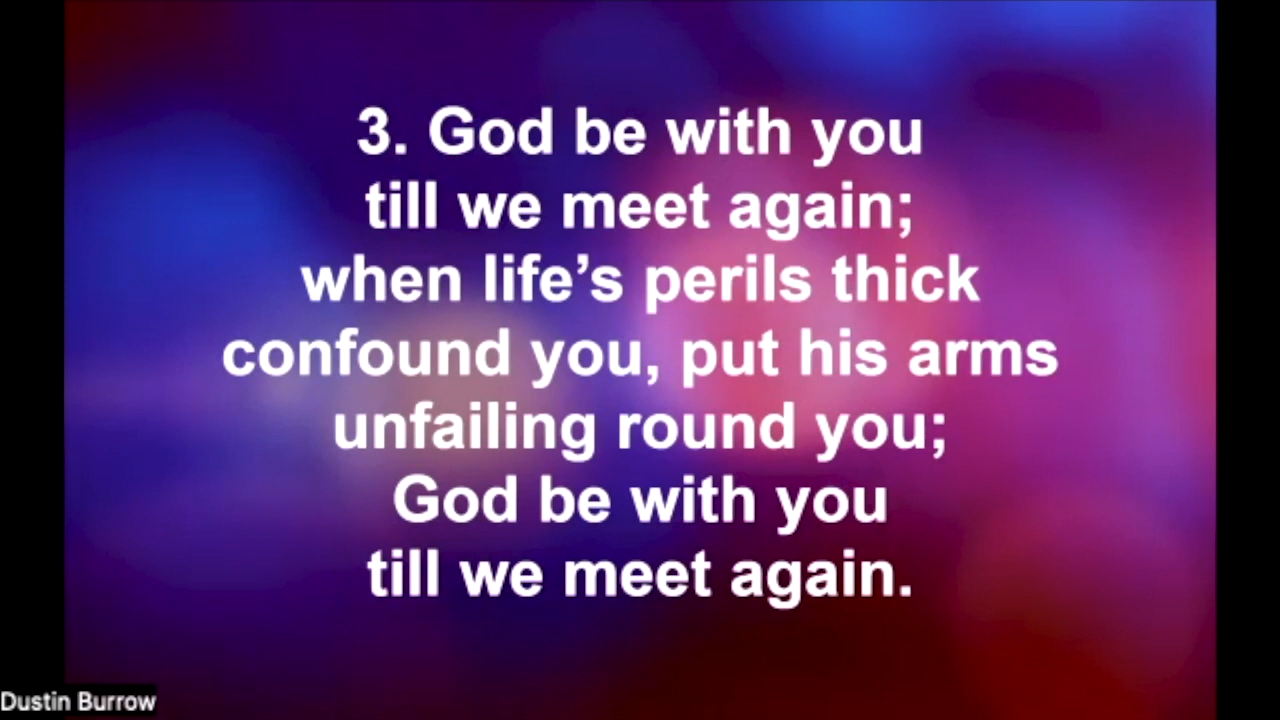 3. God be with you
till we meet again;
when life’s perils thick
confound you, put his arms
unfailing round you;
God be with you
till we meet again.
Dustin Burrow